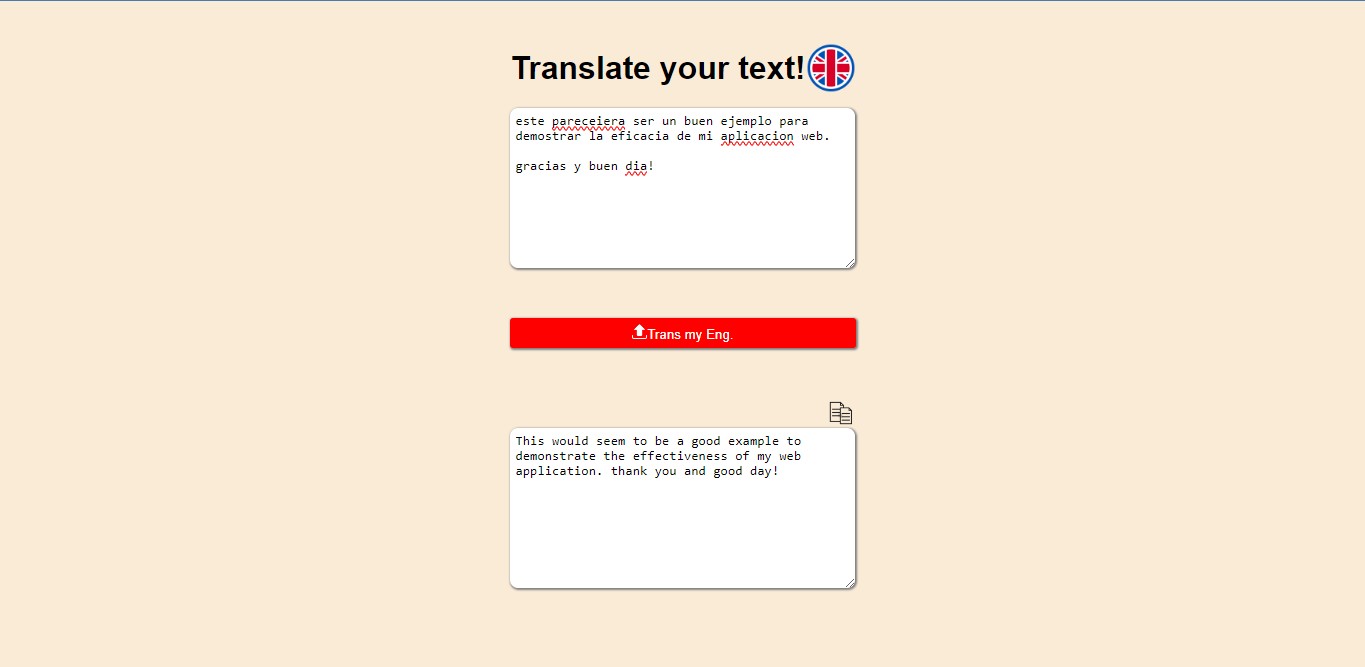 Translate your text!
este pareceiera ser un buen ejemplo para
demostrar la eficacia de mi aplicacion web.
gracias y buen dia!
Trans my Eng.
This would seem to be a good example to
demonstrate the effectiveness of my web
application. thank you and good day!